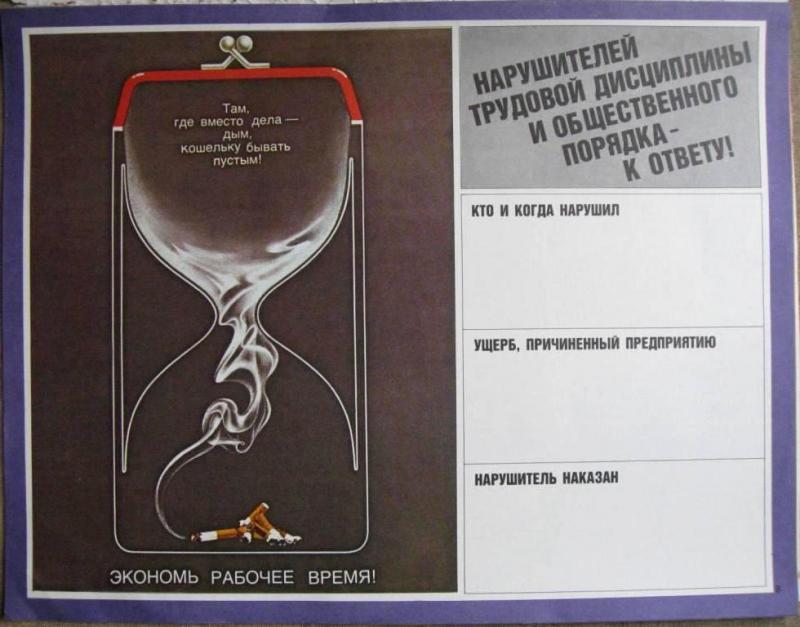 Там,
где вместо дела —
дым,
кошельку бывать
пустым!
ЭКОНОМЬ РАБОЧЕЕ ВРЕМЯ!
НАРУШИТЕЛЕЙ
ТРУДОВОЙ ДИСЦИПЛИНЫ
И ОБЩЕСТВЕННОГО
ПОРЯДКА-
К ОТВЕТУ!
КТО И КОГДА НАРУШИЛ
УЩЕРБ, ПРИЧИНЕННЫЙ ПРЕДПРИЯТИЮ
НАРУШИТЕЛЬ НАКАЗАН